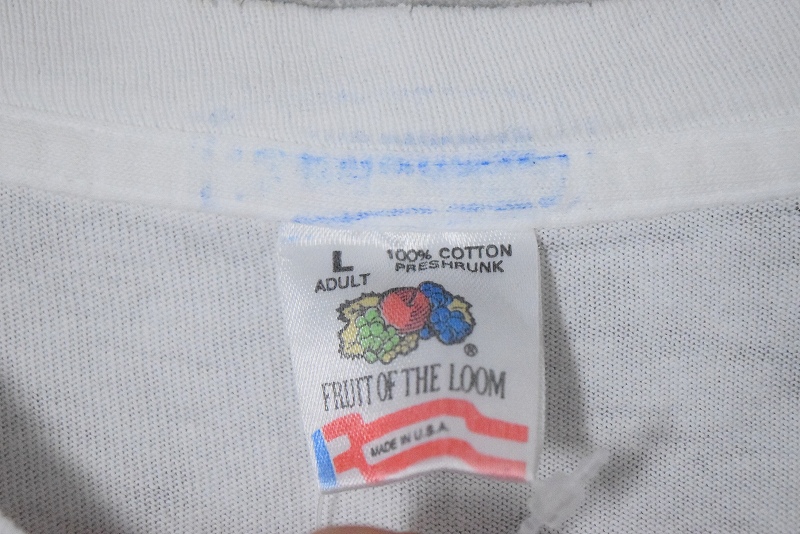 L
ADULT
100% COTTON
PRESHRUNK
®
FRUIT OF THE LOOM
MADE IN U.S.A.